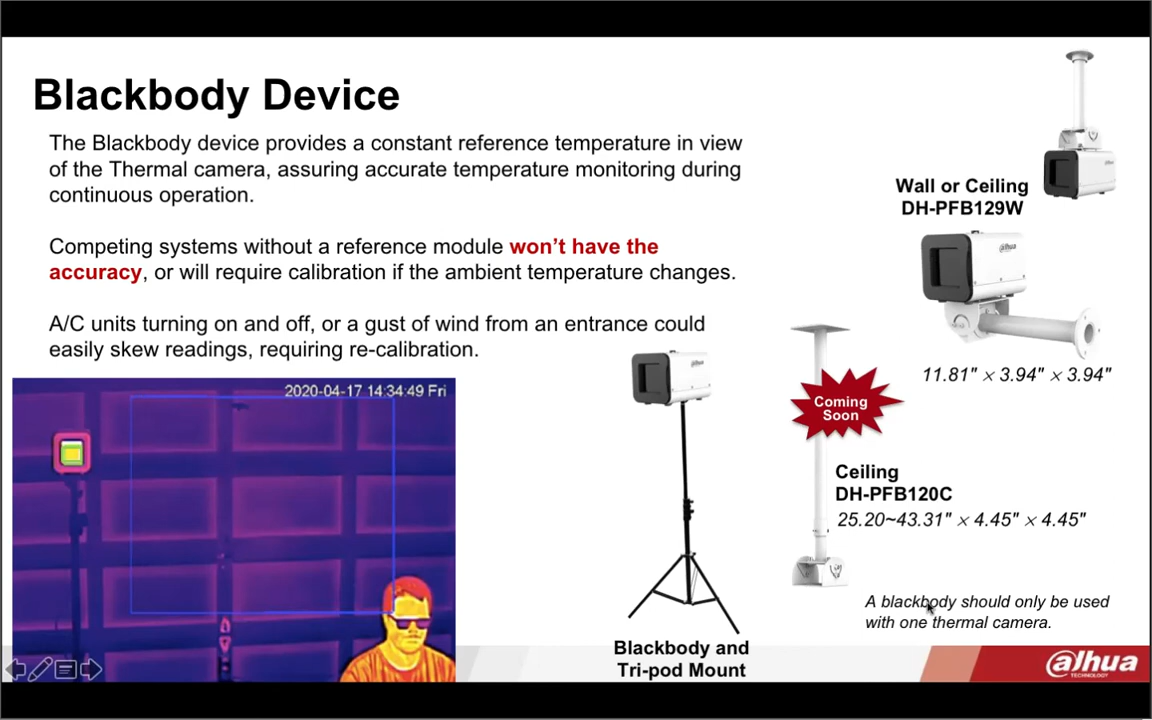 Blackbody Device
The Blackbody device provides a constant reference temperature in view
of the Thermal camera, assuring accurate temperature monitoring during
continuous operation.
Competing systems without a reference module won't have the
accuracy, or will require calibration if the ambient temperature changes.
A/C units turning on and off, or a gust of wind from an entrance could
easily skew readings, requiring re-calibration.
2020-04-17 14:34:49 Fri
Wall or Ceiling
DH-PFB129W
alhua
11.81" × 3.94" × 3.94"
Coming
Soon
Ceiling
DH-PFB120C
25.20~43.31" × 4.45" × 4.45"
A blackbody should only be used
with one thermal camera.
Blackbody and
Tri-pod Mount
alhua
TECHNOLOGY